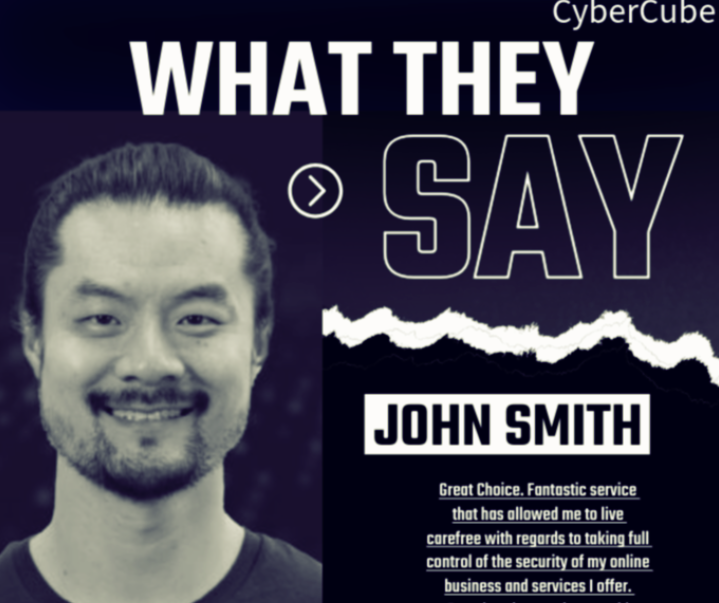 CyberCube
WHAT THEY
SAY
JOHN SMITH
Great Choice. Fantastic service
that has allowed me to live
carefree with regards to taking full
control of the security of my online
business and services I offer.